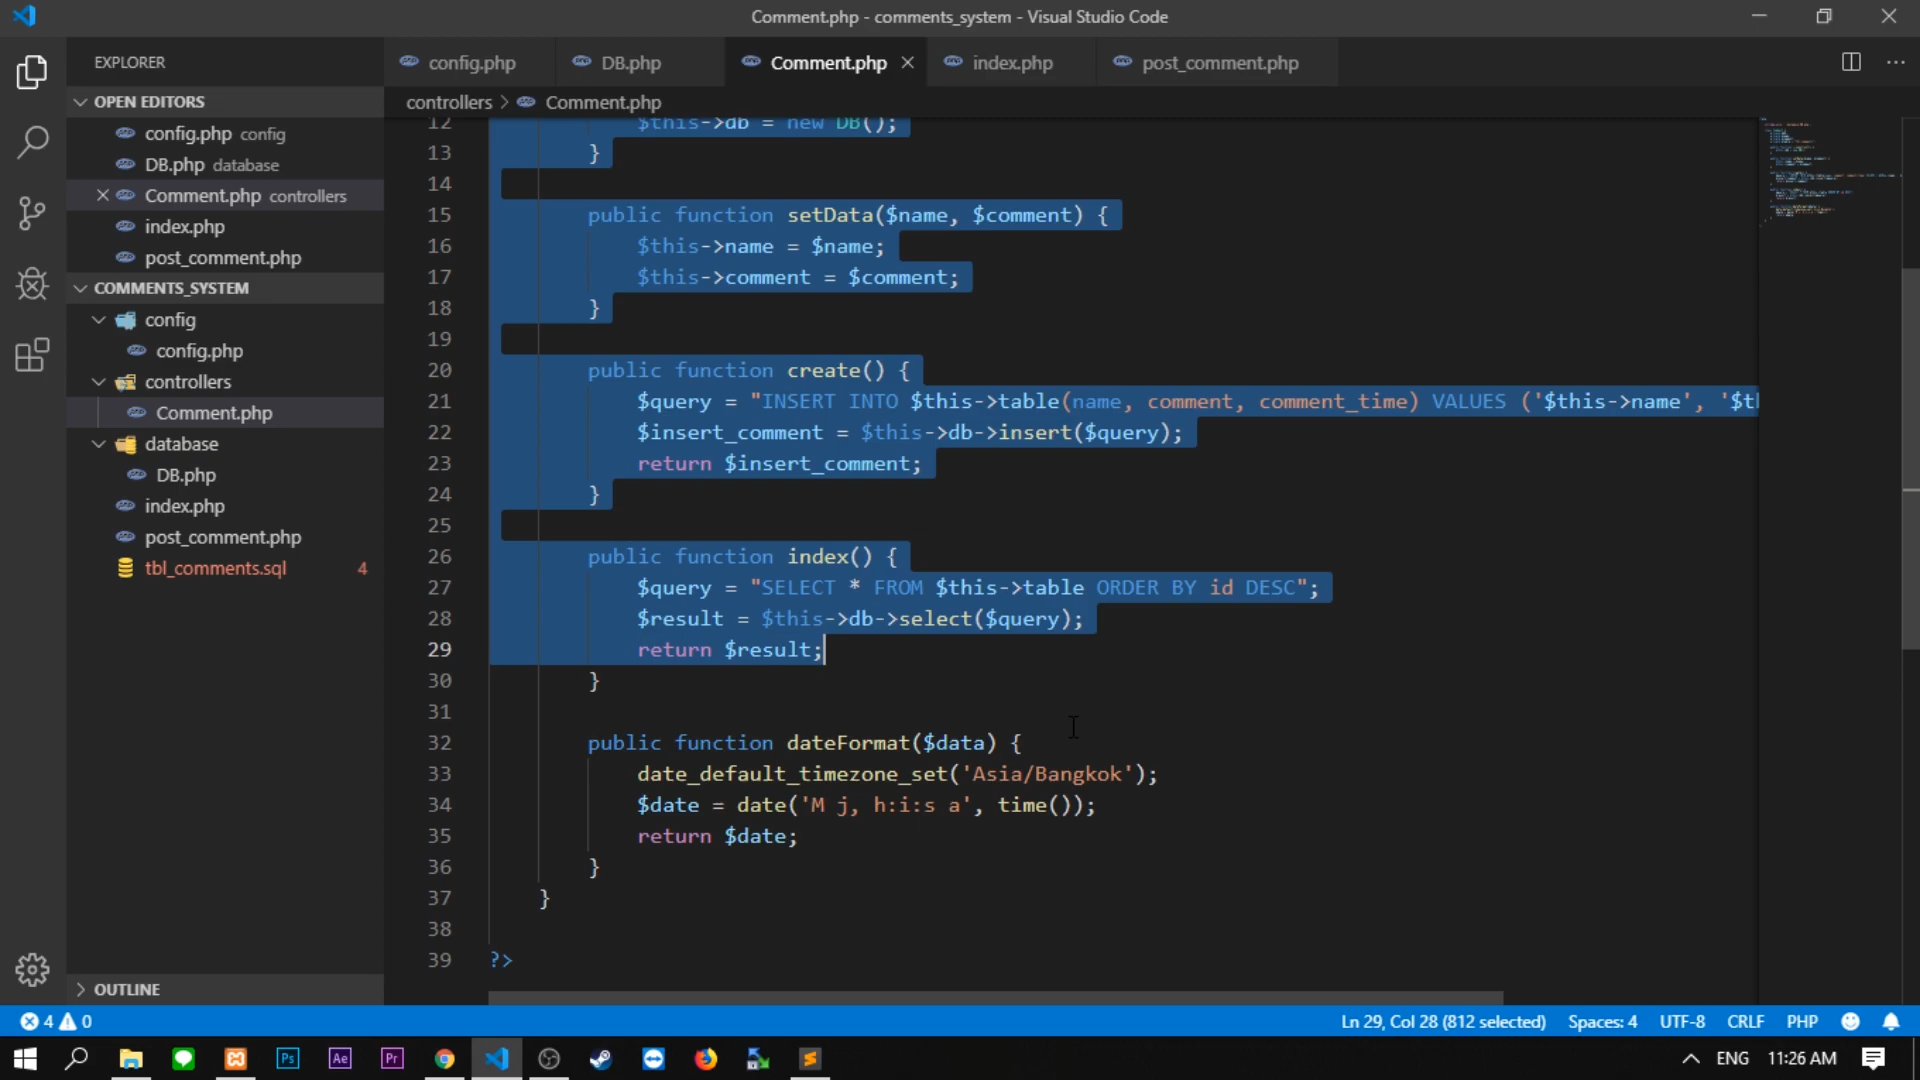 Comment.php - comments_system - Visual Studio Code
EXPLORER
OPEN EDITORS
config.php config
DB.php database
Comment.php controllers
index.php
post_comment.php
COMMENTS_SYSTEM
config
config.php
controllers
Comment.php
database
DB.php
index.php
post_comment.php
tbl_comments.sql 4
OUTLINE
config.php DB.php Comment.php index.php post_comment.php
controllers > Comment.php
12 $this->db = new DB();
13 }
14
15 public function setData($name, $comment) {
16 $this->name = $name;
17 $this->comment = $comment;
18 }
19
20 public function create() {
21 $query = "INSERT INTO $this->table(name, comment, comment_time) VALUES ('$this->name', '$t
22 $insert_comment = $this->db->insert($query);
23 return $insert_comment;
24 }
25
26 public function index() {
27 $query = "SELECT * FROM $this->table ORDER BY id DESC";
28 $result = $this->db->select($query);
29 return $result;
30 }
31
32 public function dateFormat($data) {
33 date_default_timezone_set('Asia/Bangkok');
34 $date = date('M j, h:i:s a', time());
35 return $date;
36 }
37 }
38
39 ?>
4 0 Ln 29, Col 28 (812 selected) Spaces: 4 UTF-8 CRLF PHP
Ps Ae Pr ENG 11:26 AM